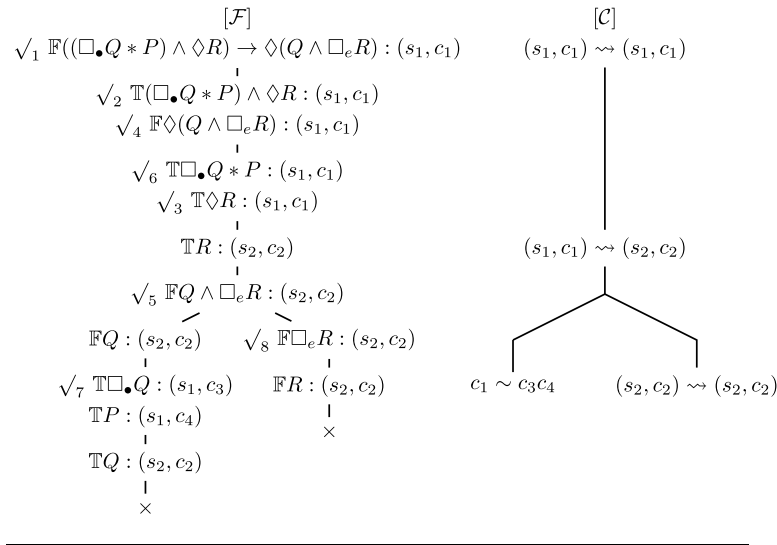 [ℱ] [𝒞]
√₁ 𝔽((□•Q ∗ P) ∧ ◊R) → ◊(Q ∧ □ₑR) : (s₁, c₁) (s₁, c₁) ⇝ (s₁, c₁)
√₂ 𝕋(□•Q ∗ P) ∧ ◊R : (s₁, c₁)
√₄ 𝔽◊(Q ∧ □ₑR) : (s₁, c₁)
√₆ 𝕋□•Q ∗ P : (s₁, c₁)
√₃ 𝕋◊R : (s₁, c₁)
𝕋R : (s₂, c₂) (s₁, c₁) ⇝ (s₂, c₂)
√₅ 𝔽Q ∧ □ₑR : (s₂, c₂)
𝔽Q : (s₂, c₂) √₈ 𝔽□ₑR : (s₂, c₂)
√₇ 𝕋□•Q : (s₁, c₃) 𝔽R : (s₂, c₂) c₁ ∼ c₃c₄ (s₂, c₂) ⇝ (s₂, c₂)
𝕋P : (s₁, c₄)
×
𝕋Q : (s₂, c₂)
×